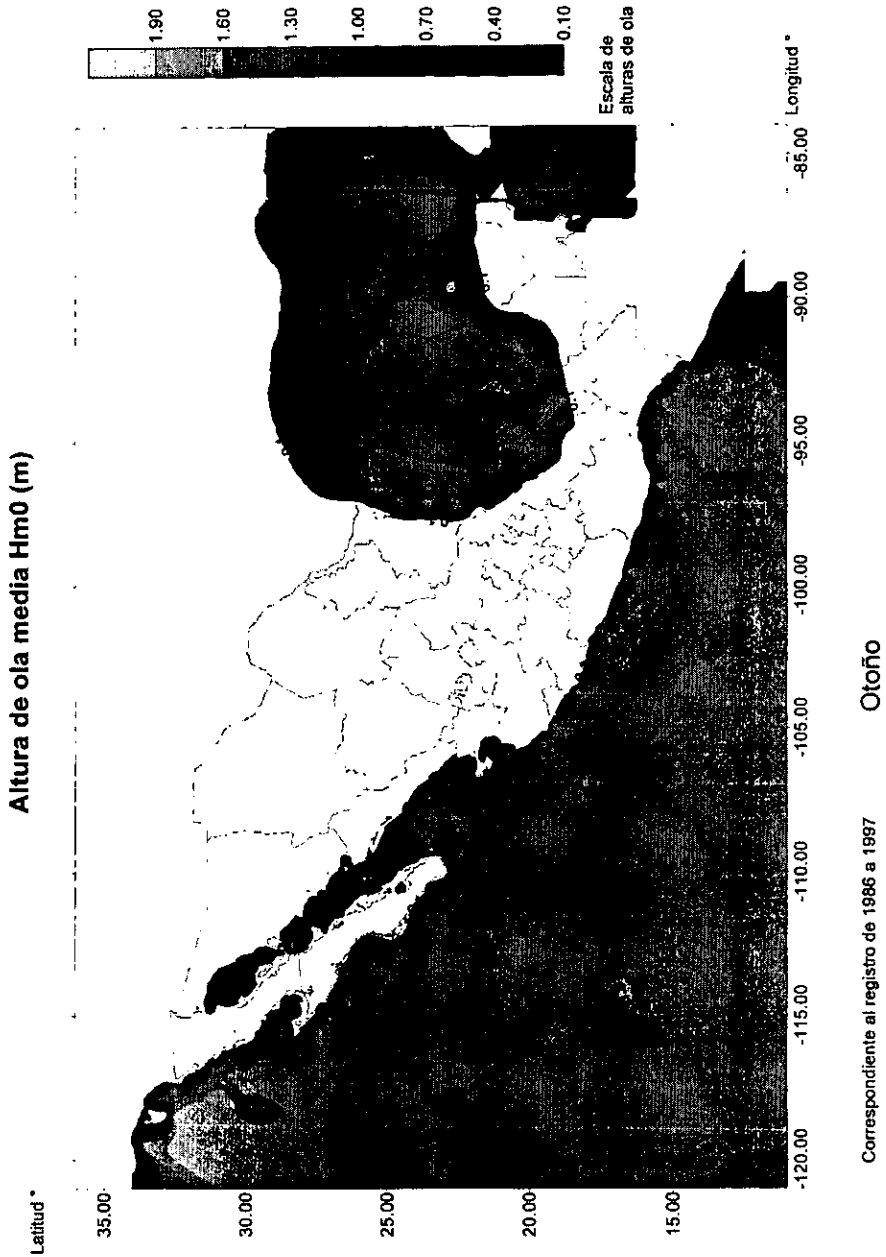 Altura de ola media Hm0 (m)
Latitud °
35.00
30.00
25.00
20.00
15.00
-120.00
-115.00
-110.00
-105.00
-100.00
-95.00
-90.00
-85.00
Longitud °
1.90
1.60
1.30
1.00
0.70
0.40
0.10
Escala de
alturas de ola
Correspondiente al registro de 1986 a 1997
Otoño